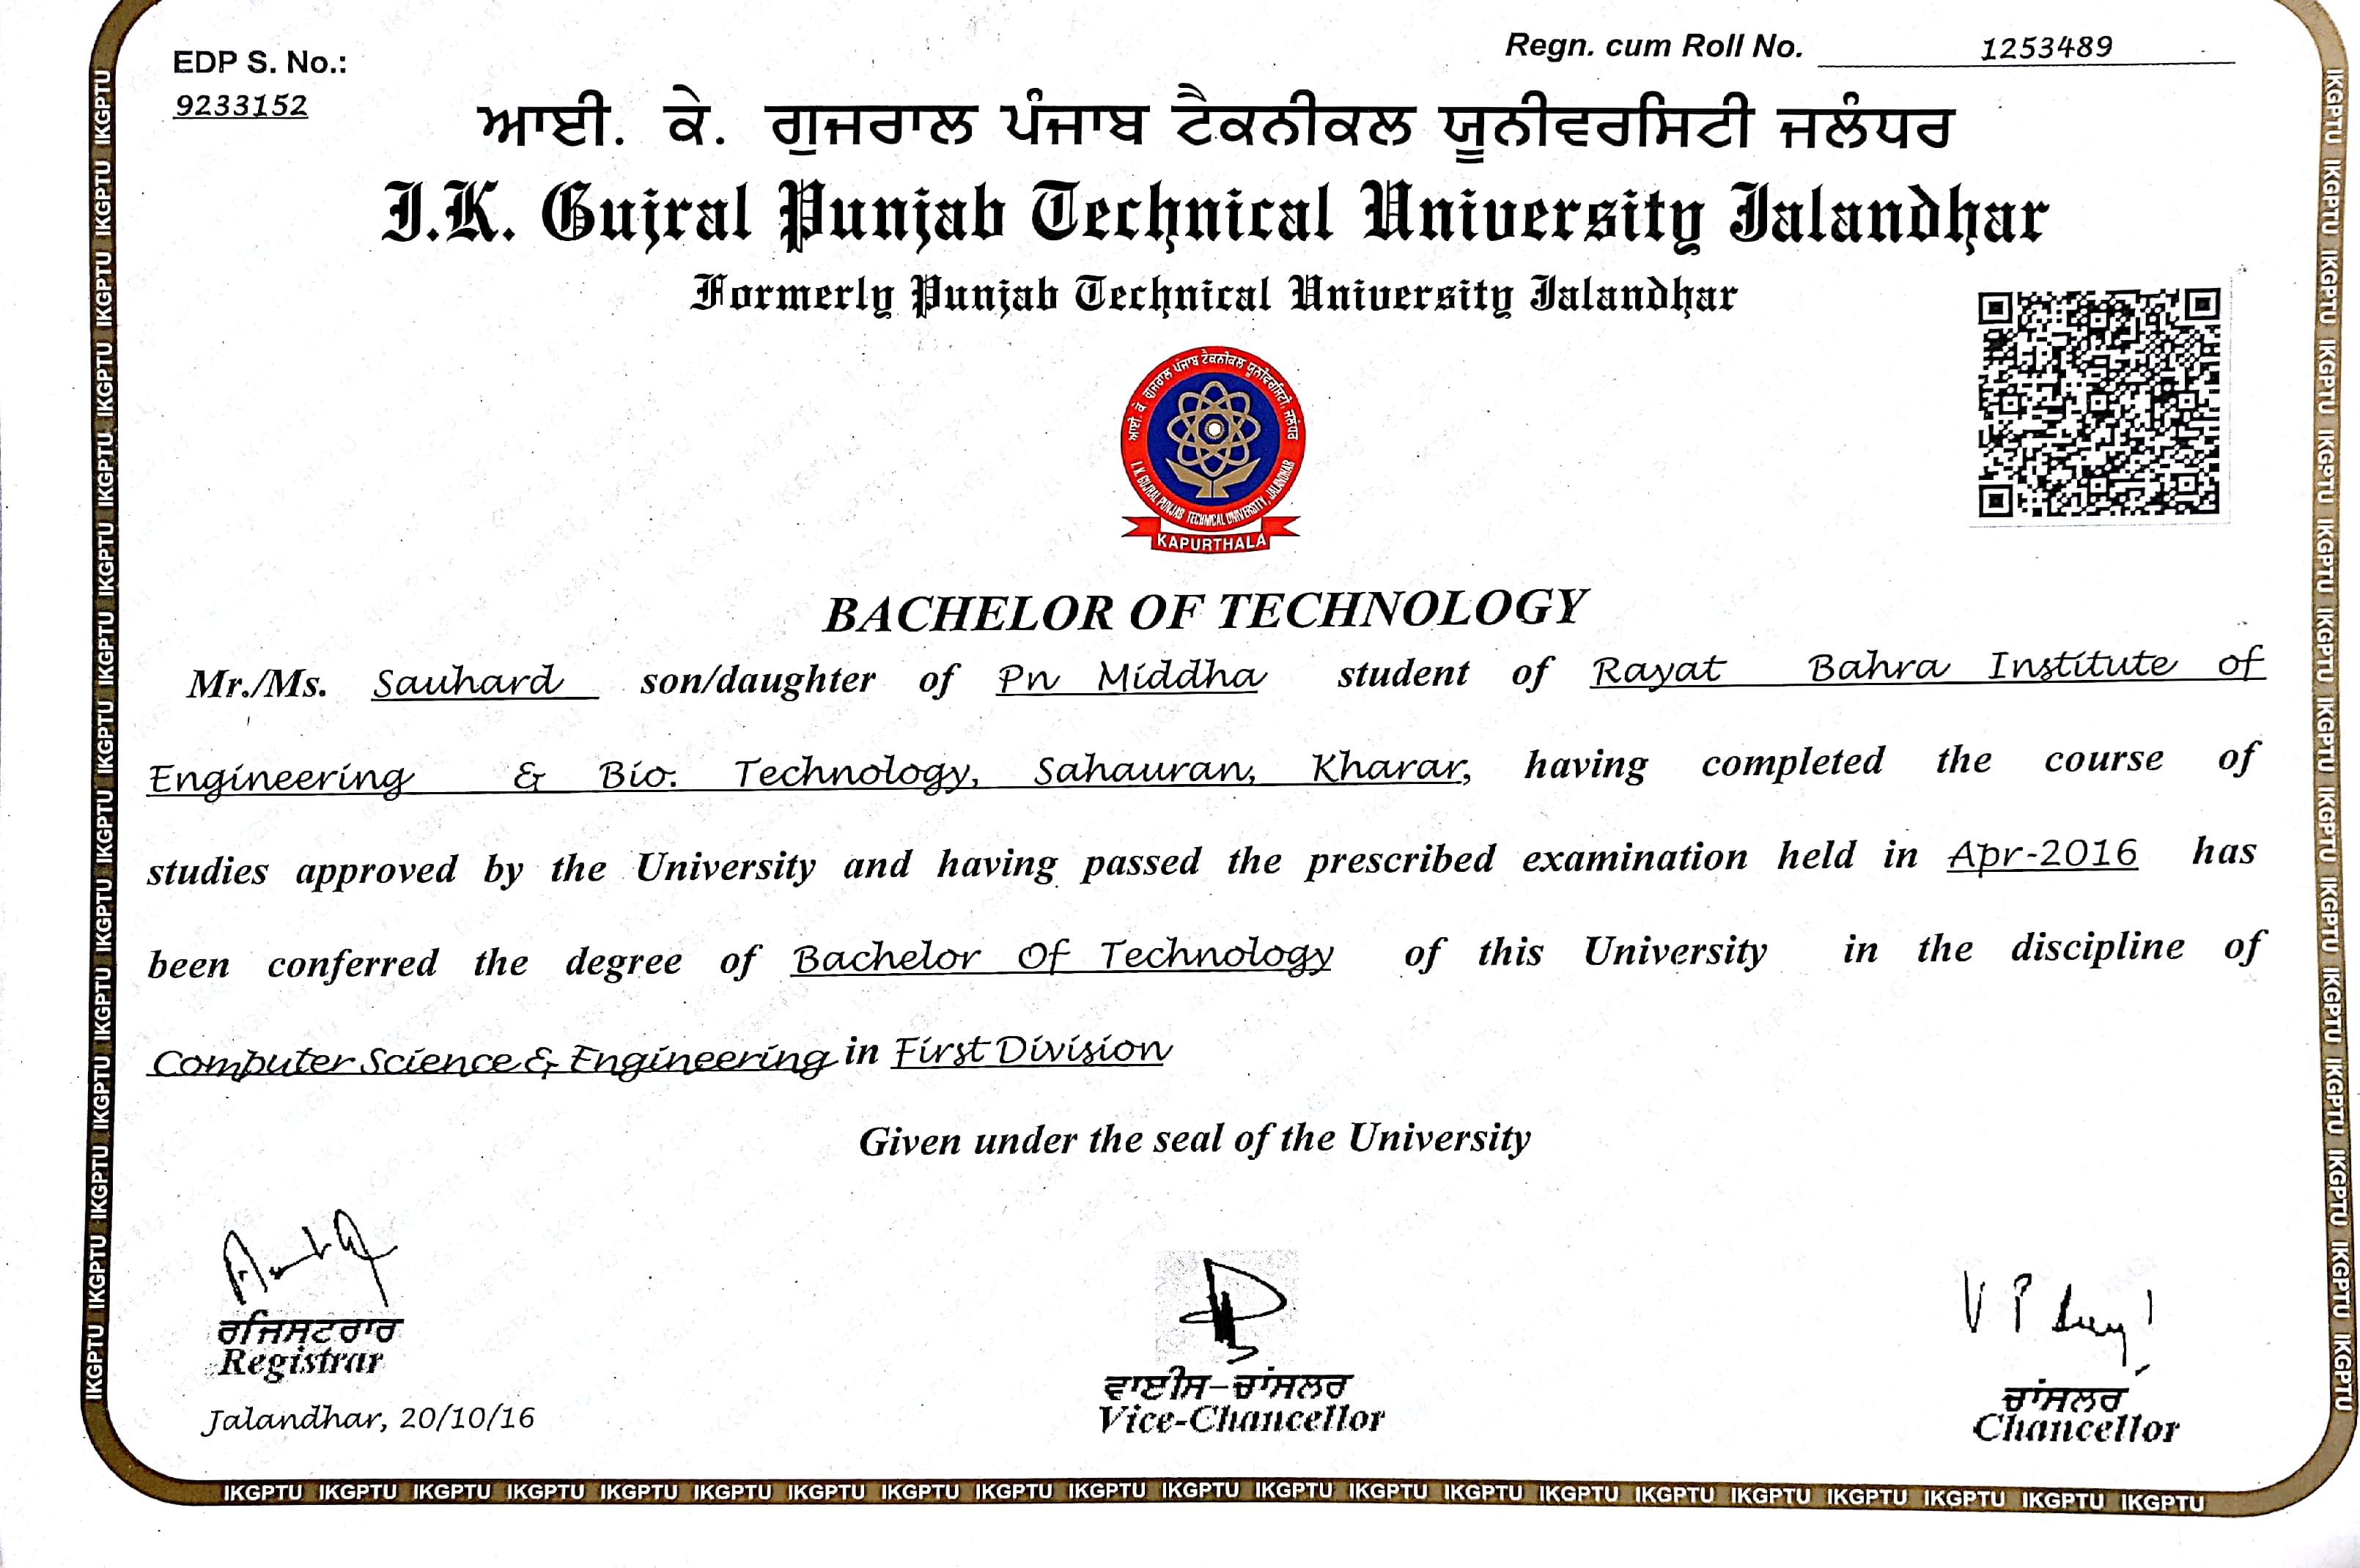 EDP S. No.:
9233152
Regn. cum Roll No. 1253489
ਆਈ. ਕੇ. ਗੁਜਰਾਲ ਪੰਜਾਬ ਟੈਕਨੀਕਲ ਯੂਨੀਵਰਸਿਟੀ ਜਲੰਧਰ
I.K. Gujral Punjab Technical University Jalandhar
Formerly Punjab Technical University Jalandhar
ਆਈ. ਕੇ. ਗੁਜਰਾਲ ਪੰਜਾਬ ਟੈਕਨੀਕਲ ਯੂਨੀਵਰਸਿਟੀ, ਜਲੰਧਰ
I. K. GUJRAL PUNJAB TECHNICAL UNIVERSITY, JALANDHAR
KAPURTHALA
BACHELOR OF TECHNOLOGY
Mr./Ms. Sauhard son/daughter of Pn Middha student of Rayat Bahra Institute of
Engineering & Bio. Technology, Sahauran, Kharar, having completed the course of
studies approved by the University and having passed the prescribed examination held in Apr-2016 has
been conferred the degree of Bachelor Of Technology of this University in the discipline of
Computer Science & Engineering in First Division
Given under the seal of the University
ਰਜਿਸਟਰਾਰ
Registrar
Jalandhar, 20/10/16
ਵਾਈਸ-ਚਾਂਸਲਰ
Vice-Chancellor
ਚਾਂਸਲਰ
Chancellor
IKGPTU IKGPTU IKGPTU IKGPTU IKGPTU IKGPTU IKGPTU IKGPTU IKGPTU IKGPTU IKGPTU IKGPTU IKGPTU IKGPTU IKGPTU IKGPTU IKGPTU IKGPTU IKGPTU IKGPTU IKGPTU